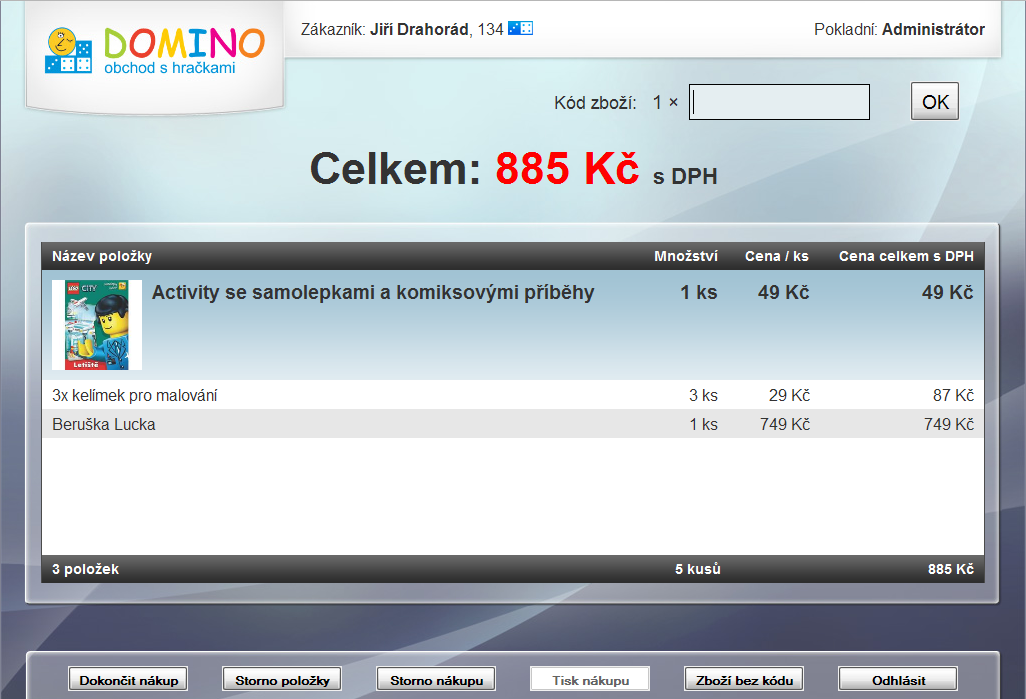 DOMINO
obchod s hračkami
Zákazník: Jiří Drahorád, 134
Pokladní: Administrátor
Kód zboží: 1 ×
OK
Celkem: 885 Kč s DPH
Název položky Množství Cena / ks Cena celkem s DPH
LEGO CITY
Letiště
Activity se samolepkami a komiksovými příběhy 1 ks 49 Kč 49 Kč
3x kelímek pro malování 3 ks 29 Kč 87 Kč
Beruška Lucka 1 ks 749 Kč 749 Kč
3 položek 5 kusů 885 Kč
Dokončit nákup Storno položky Storno nákupu Tisk nákupu Zboží bez kódu Odhlásit